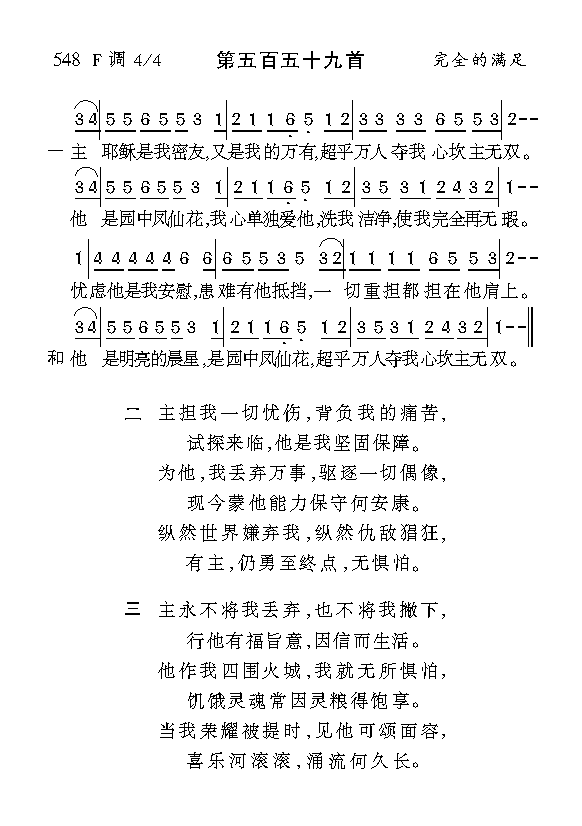 548 F 调 4/4 第五百五十九首 完全的满足
3 4 | 5 5 6 5 5 3 1 | 2 1 1 6 5 1 2 | 3 3 3 3 6 5 5 3 | 2 - -
一 主 耶稣是我密友,又是我的万有,超乎万人夺我心坎主无双。
3 4 | 5 5 6 5 5 3 1 | 2 1 1 6 5 1 2 | 3 5 3 1 2 4 3 2 | 1 - -
他 是园中凤仙花,我心单独爱他,洗我洁净,使我完全再无瑕。
1 | 4 4 4 4 4 6 6 | 6 5 5 3 5 3 2 | 1 1 1 1 6 5 5 3 | 2 - -
忧虑他是我安慰,患难有他抵挡,一切重担都担在他肩上。
3 4 | 5 5 6 5 5 3 1 | 2 1 1 6 5 1 2 | 3 5 3 1 2 4 3 2 | 1 - - ‖
和 他 是明亮的晨星,是园中凤仙花,超乎万人夺我心坎主无双。
二 主担我一切忧伤,背负我的痛苦,
试探来临,他是我坚固保障。
为他,我丢弃万事,驱逐一切偶像,
现今蒙他能力保守何安康。
纵然世界嫌弃我,纵然仇敌猖狂,
有主,仍勇至终点,无惧怕。
三 主永不将我丢弃,也不将我撇下,
行他有福旨意,因信而生活。
他作我四围火城,我就无所惧怕,
饥饿灵魂常因灵粮得饱享。
当我荣耀被提时,见他可颂面容,
喜乐河滚滚,涌流何久长。